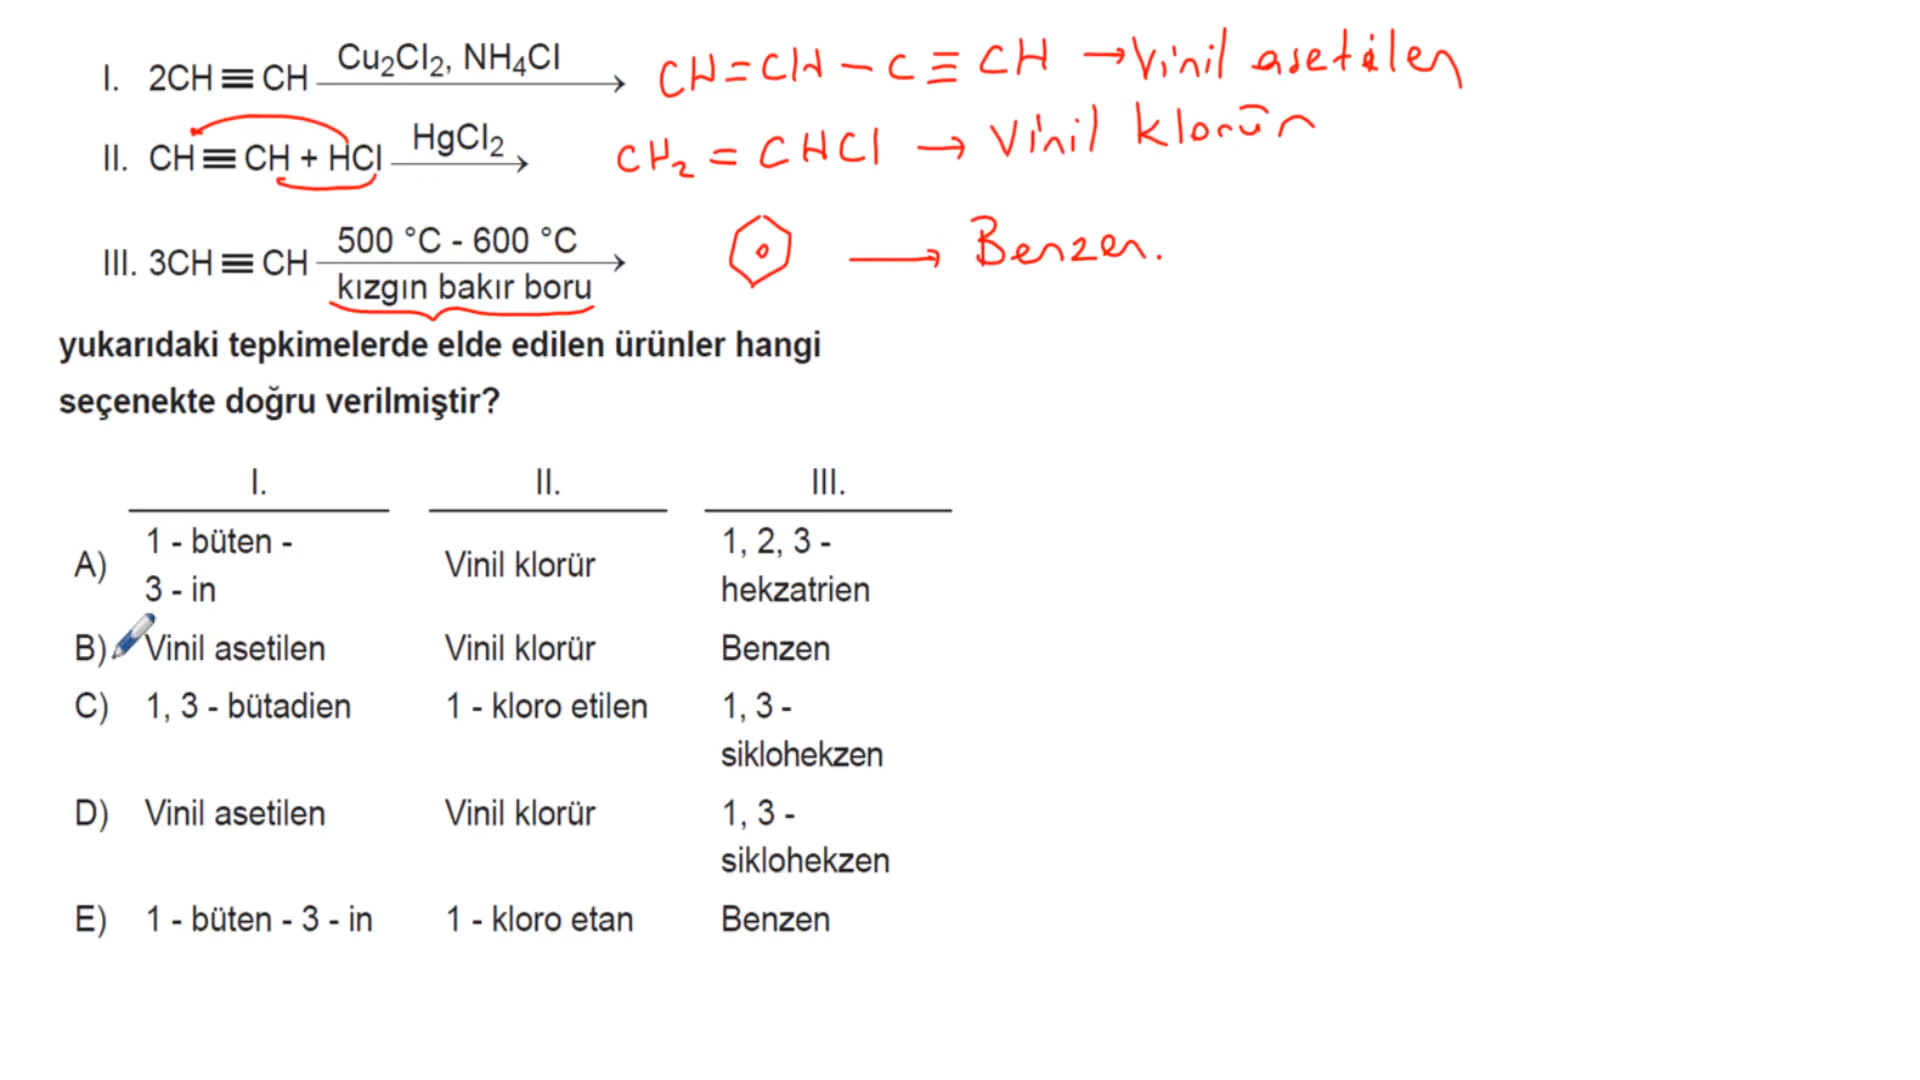 I. 2CH≡CH Cu2Cl2, NH4Cl → CH=CH-C≡CH → Vinil asetilen
II. CH≡CH + HCl HgCl2 → CH2=CHCl → Vinil klorür
III. 3CH≡CH 500 °C - 600 °C → → Benzen.
kızgın bakır boru
yukarıdaki tepkimelerde elde edilen ürünler hangi
seçenekte doğru verilmiştir?
I. II. III.
A) 1 - büten - 3 - in Vinil klorür 1, 2, 3 - hekzatrien
B) Vinil asetilen Vinil klorür Benzen
C) 1, 3 - bütadien 1 - kloro etilen 1, 3 - siklohekzen
D) Vinil asetilen Vinil klorür 1, 3 - siklohekzen
E) 1 - büten - 3 - in 1 - kloro etan Benzen